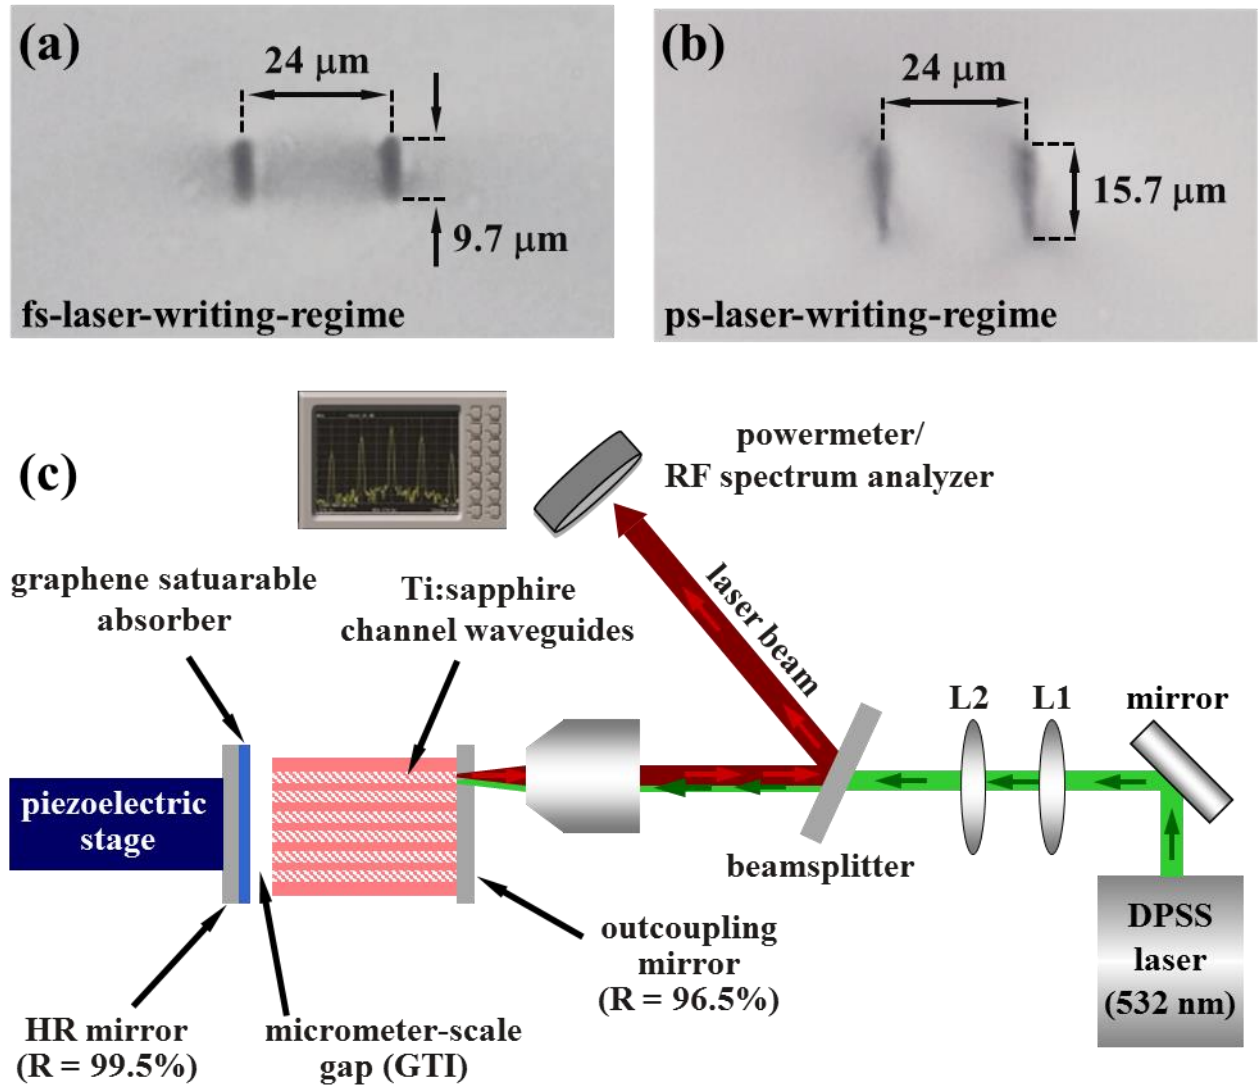 (a)
24 μm
9.7 μm
fs-laser-writing-regime
(b)
24 μm
15.7 μm
ps-laser-writing-regime
(c)
powermeter/
RF spectrum analyzer
graphene satuarable
absorber
Ti:sapphire
channel waveguides
laser beam
L2
L1
mirror
piezoelectric
stage
beamsplitter
DPSS
laser
(532 nm)
outcoupling
mirror
(R = 96.5%)
HR mirror
(R = 99.5%)
micrometer-scale
gap (GTI)